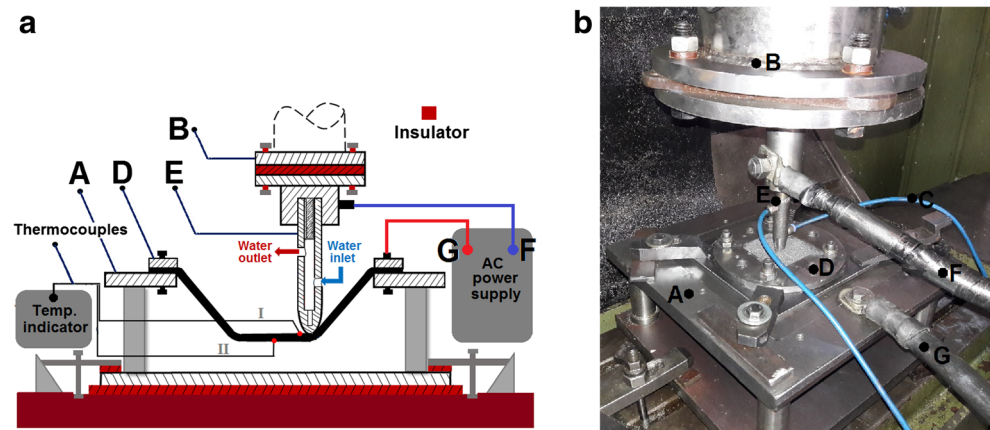 a
b
B
Insulator
A
D
E
Thermocouples
Water
outlet
Water
inlet
G
F
AC
power
supply
Temp.
indicator
I
II
B
E
C
D
F
A
G